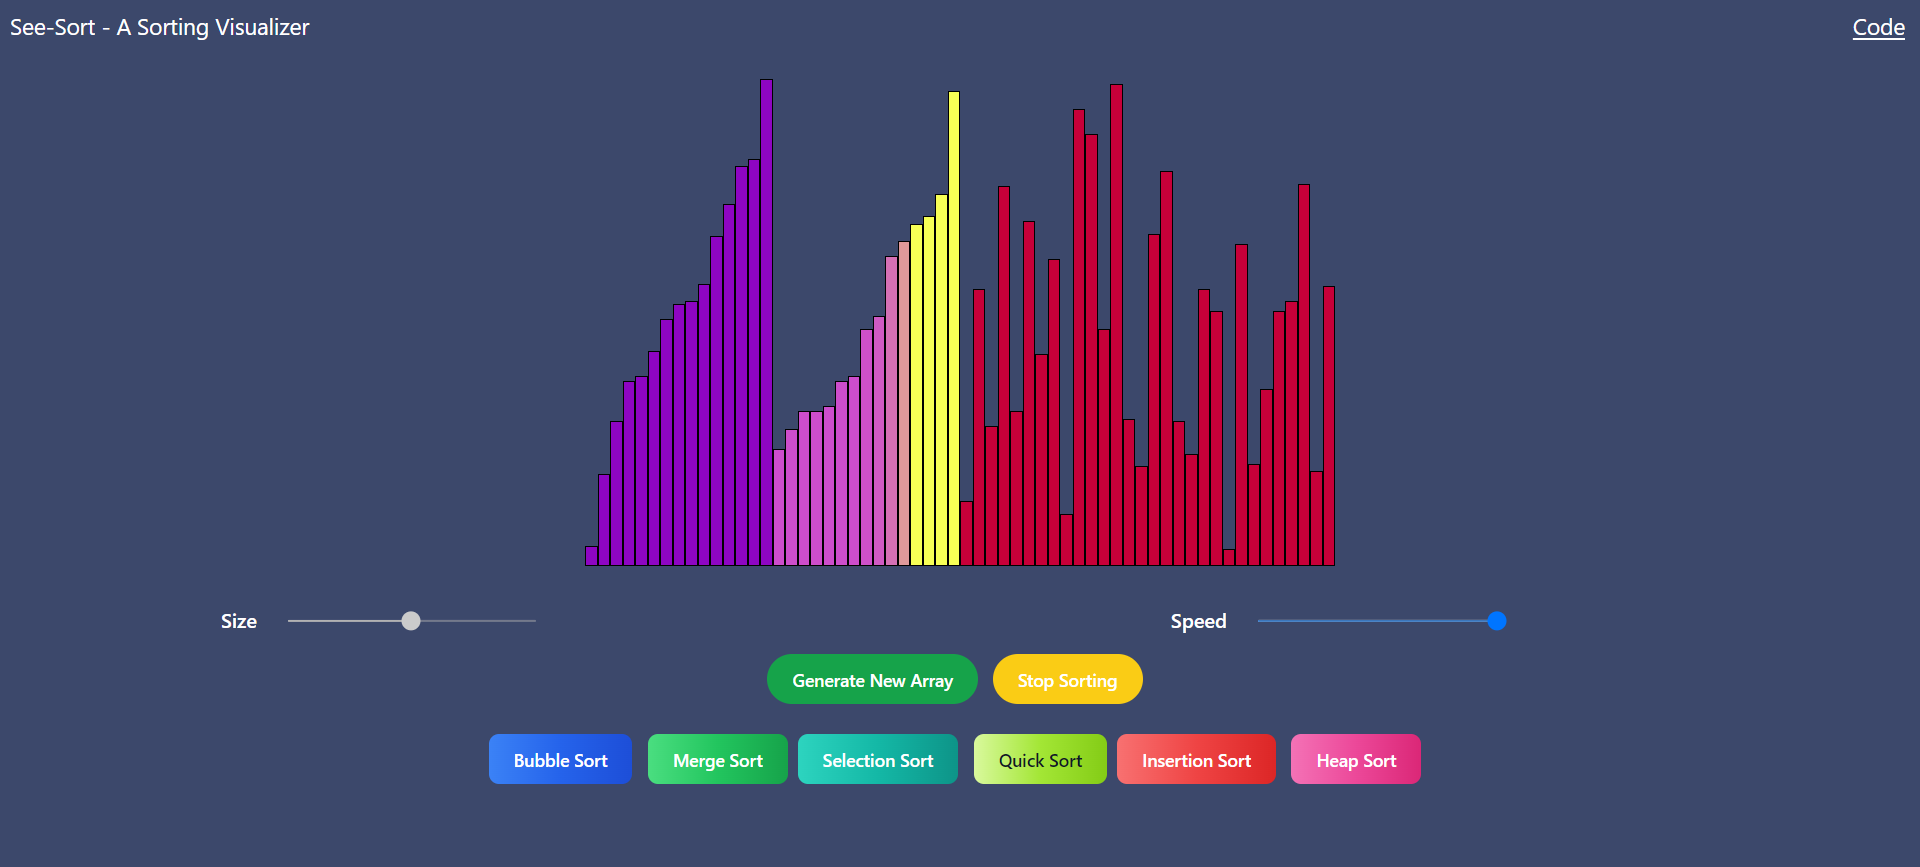 See-Sort - A Sorting Visualizer
Code
Size
Speed
Generate New Array
Stop Sorting
Bubble Sort
Merge Sort
Selection Sort
Quick Sort
Insertion Sort
Heap Sort